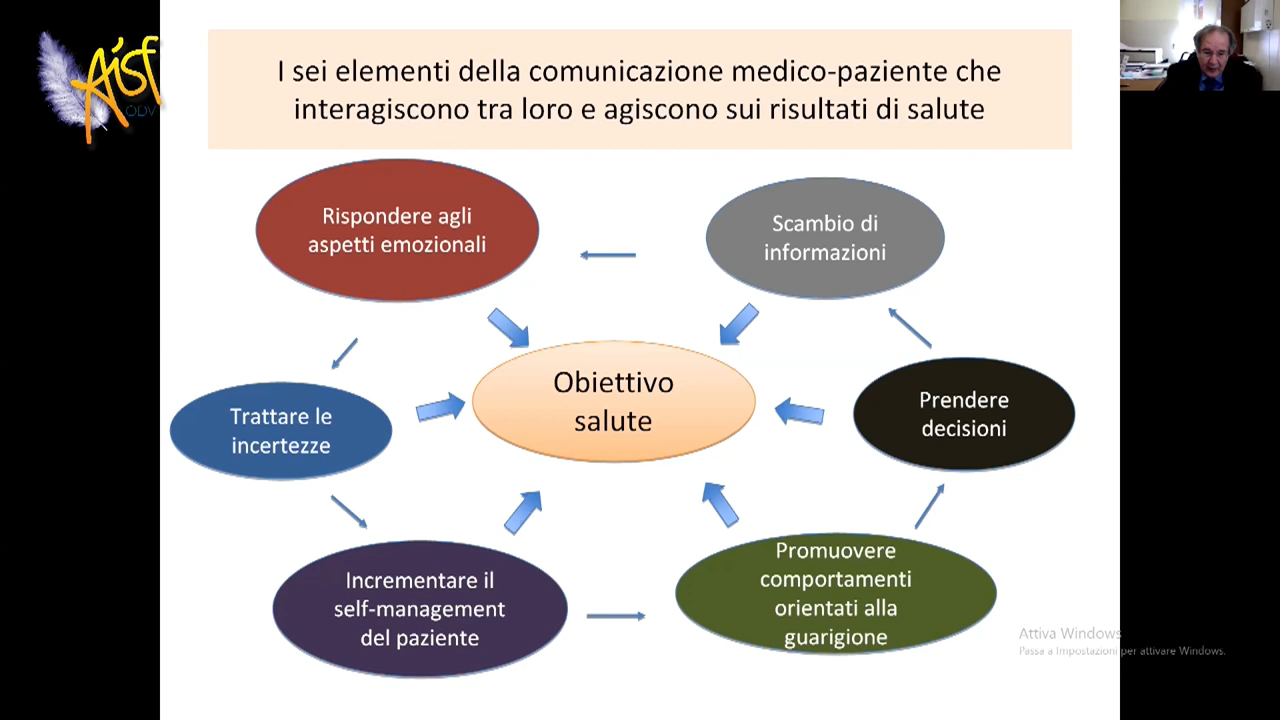 Aisf
ODV
I sei elementi della comunicazione medico-paziente che
interagiscono tra loro e agiscono sui risultati di salute
Rispondere agli
aspetti emozionali
Scambio di
informazioni
Obiettivo
salute
Trattare le
incertezze
Prendere
decisioni
Incrementare il
self-management
del paziente
Promuovere
comportamenti
orientati alla
guarigione
Attiva Windows
Passa a Impostazioni per attivare Windows.